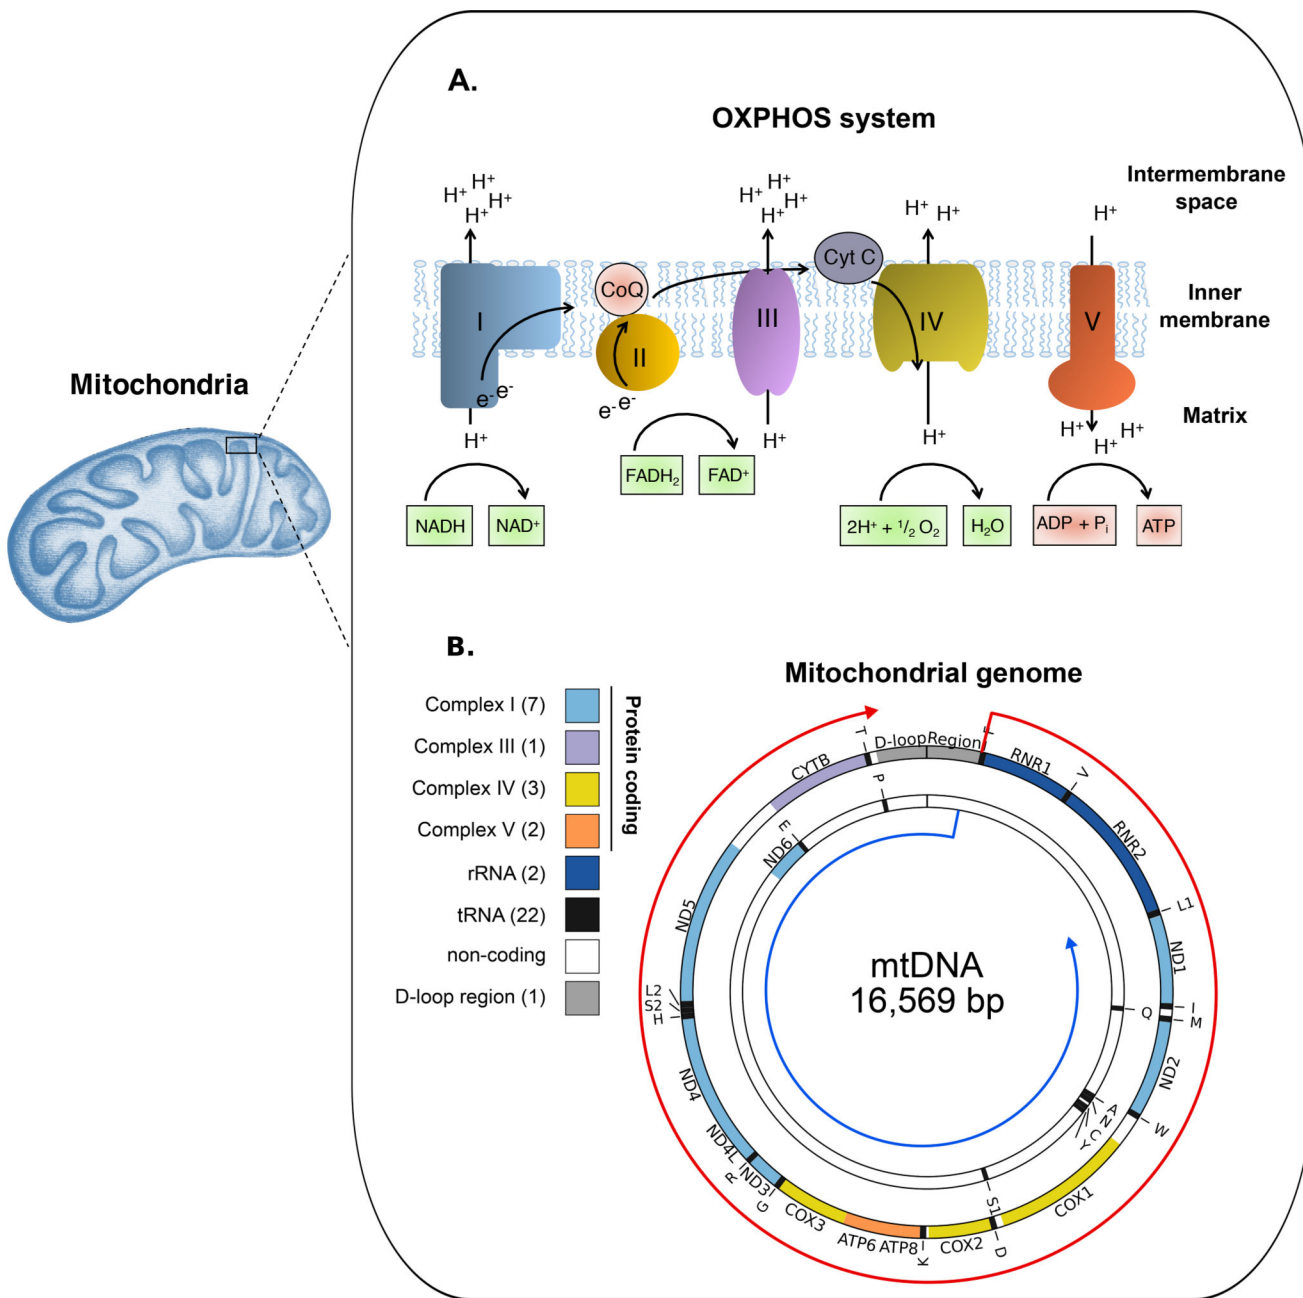 A.
OXPHOS system
H⁺ H⁺ H⁺ H⁺
H⁺ H⁺ H⁺ H⁺
H⁺ H⁺
H⁺
Intermembrane
space
CoQ
Cyt C
I
II
III
IV
V
Inner
membrane
e⁻ e⁻
e⁻ e⁻
Mitochondria
Matrix
H⁺
H⁺
H⁺
H⁺ H⁺ H⁺
FADH₂
FAD⁺
NADH
NAD⁺
2H⁺ + ¹/₂ O₂
H₂O
ADP + Pᵢ
ATP
B.
Mitochondrial genome
Complex I (7)
Complex III (1)
Complex IV (3)
Complex V (2)
Protein coding
rRNA (2)
tRNA (22)
non-coding
D-loop region (1)
T
D-loop Region
F
RNR1
V
RNR2
L1
ND1
I
M
ND2
W
COX1
D
COX2
K
ATP8
ATP6
COX3
G
ND3
R
ND4L
ND4
H
S2
L2
ND5
CYTB
P
E
ND6
Q
A
N
C
Y
S1
mtDNA
16,569 bp